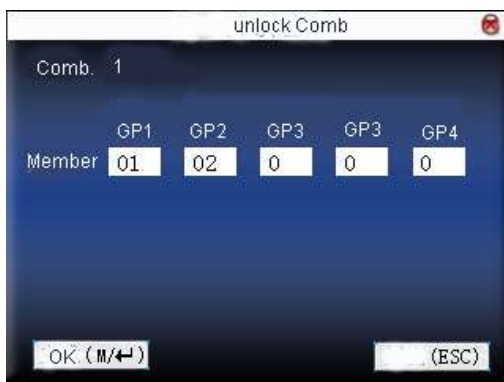 unlock Comb
Comb. 1
GP1 GP2 GP3 GP3 GP4
Member 01 02 0 0 0
OK (M/↵) (ESC)